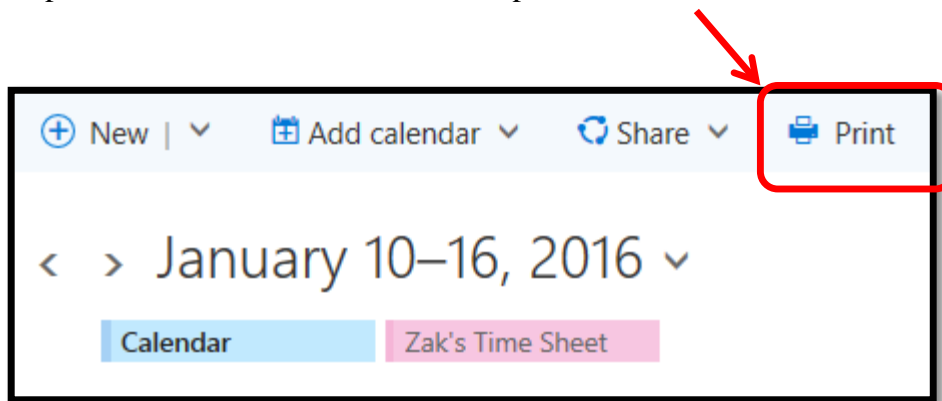 New | Add calendar Share Print
January 10–16, 2016
Calendar Zak's Time Sheet